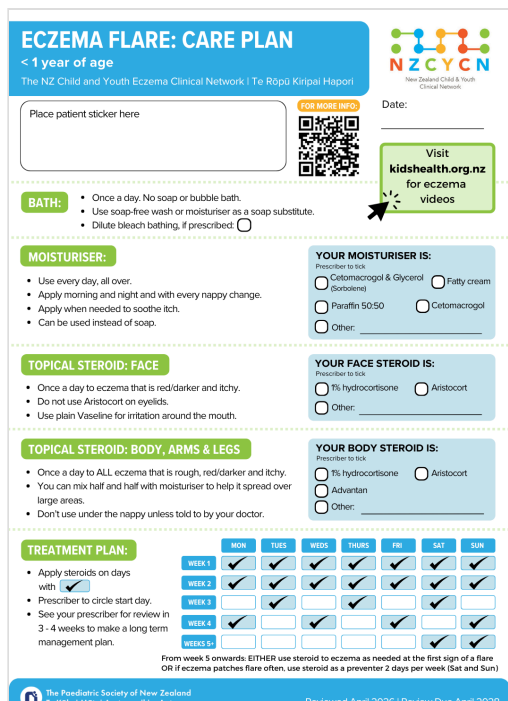 ECZEMA FLARE: CARE PLAN
< 1 year of age
The NZ Child and Youth Eczema Clinical Network | Te Rōpū Kiripai Hapori
NZCYCN
New Zealand Child & Youth
Clinical Network
Place patient sticker here
FOR MORE INFO:
Date:
Visit
kidshealth.org.nz
for eczema
videos
BATH:
• Once a day. No soap or bubble bath.
• Use soap-free wash or moisturiser as a soap substitute.
• Dilute bleach bathing, if prescribed:
MOISTURISER:
• Use every day, all over.
• Apply morning and night and with every nappy change.
• Apply when needed to soothe itch.
• Can be used instead of soap.
YOUR MOISTURISER IS:
Prescriber to tick
Cetomacrogol & Glycerol
(Sorbolene)
Fatty cream
Paraffin 50:50
Cetomacrogol
Other:
TOPICAL STEROID: FACE
• Once a day to eczema that is red/darker and itchy.
• Do not use Aristocort on eyelids.
• Use plain Vaseline for irritation around the mouth.
YOUR FACE STEROID IS:
Prescriber to tick
1% hydrocortisone
Aristocort
Other:
TOPICAL STEROID: BODY, ARMS & LEGS
• Once a day to ALL eczema that is rough, red/darker and itchy.
• You can mix half and half with moisturiser to help it spread over
large areas.
• Don't use under the nappy unless told to by your doctor.
YOUR BODY STEROID IS:
Prescriber to tick
1% hydrocortisone
Aristocort
Advantan
Other:
TREATMENT PLAN:
• Apply steroids on days
with ✓
• Prescriber to circle start day.
• See your prescriber for review in
3 - 4 weeks to make a long term
management plan.
MON TUES WEDS THURS FRI SAT SUN
WEEK 1 ✓ ✓ ✓ ✓ ✓ ✓ ✓
WEEK 2 ✓ ✓ ✓ ✓ ✓ ✓ ✓
WEEK 3 ✓ ✓ ✓
WEEK 4 ✓ ✓ ✓ ✓
WEEKS 5+ ✓ ✓
From week 5 onwards: EITHER use steroid to eczema as needed at the first sign of a flare
OR if eczema patches flare often, use steroid as a preventer 2 days per week (Sat and Sun)
The Paediatric Society of New Zealand
Reviewed April 2026 | Review Due April 2028